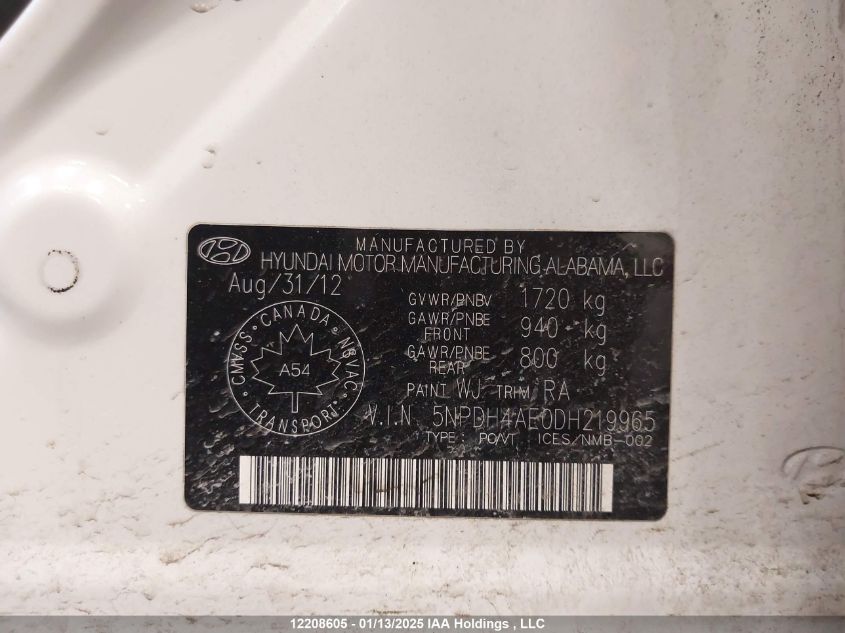 MANUFACTURED BY
HYUNDAI MOTOR MANUFACTURING ALABAMA, LLC
Aug/31/12
GVWR/PNBV 1720 kg
GAWR/PNBE FRONT 940 kg
GAWR/PNBE REAR 800 kg
PAINT WJ TRIM RA
V.I.N. 5NPDH4AE0DH219965
TYPE: PC/VT ICES/NMB-002
CANADA
CMVSS NSVAC
A54
TRANSPORT
12208605 - 01/13/2025 IAA Holdings , LLC